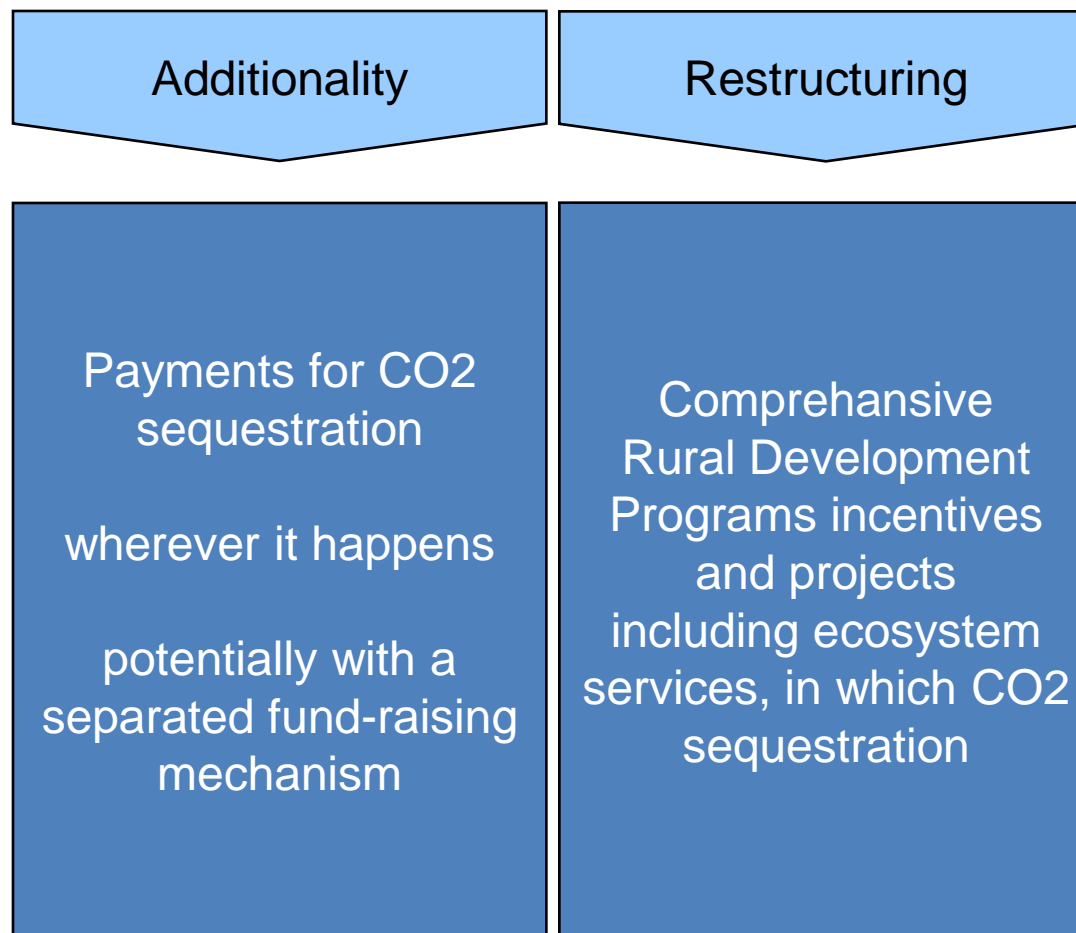 Additionality
Restructuring
Payments for CO2
sequestration
wherever it happens
potentially with a
separated fund-raising
mechanism
Comprehansive
Rural Development
Programs incentives
and projects
including ecosystem
services, in which CO2
sequestration